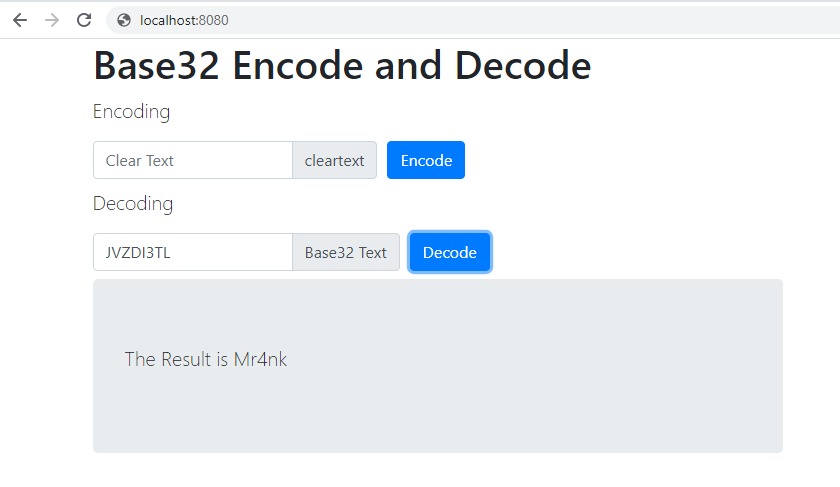 localhost:8080
Base32 Encode and Decode
Encoding
Clear Text cleartext Encode
Decoding
JVZDI3TL Base32 Text Decode
The Result is Mr4nk